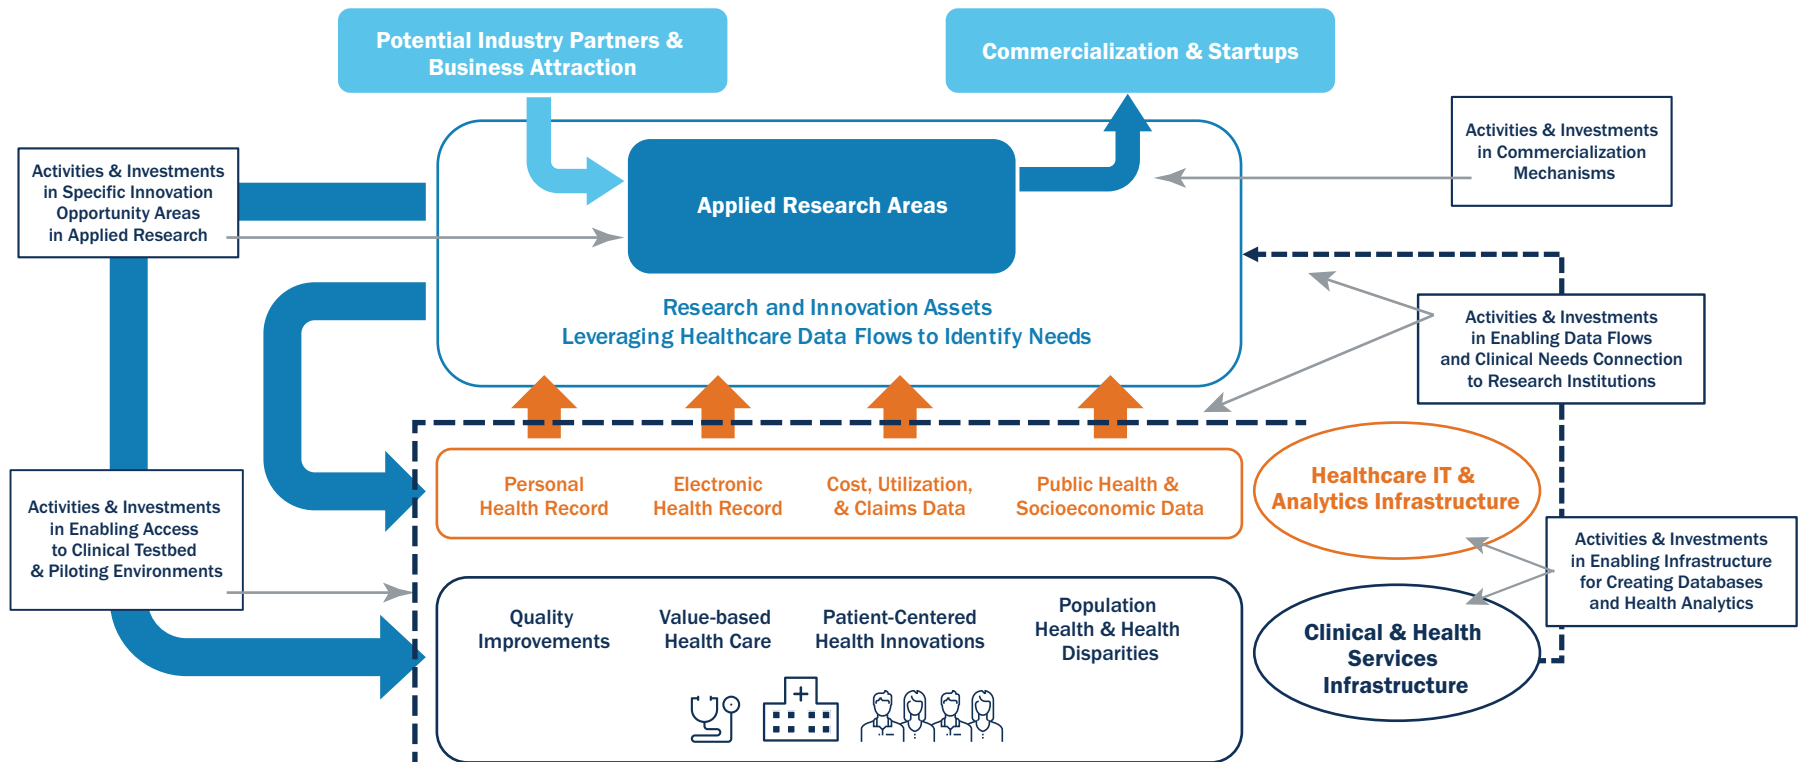 Potential Industry Partners &
Business Attraction
Commercialization & Startups
Activities & Investments
in Commercialization
Mechanisms
Activities & Investments
in Specific Innovation
Opportunity Areas
in Applied Research
Applied Research Areas
Research and Innovation Assets
Leveraging Healthcare Data Flows to Identify Needs
Activities & Investments
in Enabling Data Flows
and Clinical Needs Connection
to Research Institutions
Activities & Investments
in Enabling Access
to Clinical Testbed
& Piloting Environments
Personal
Health Record
Electronic
Health Record
Cost, Utilization,
& Claims Data
Public Health &
Socioeconomic Data
Healthcare IT &
Analytics Infrastructure
Activities & Investments
in Enabling Infrastructure
for Creating Databases
and Health Analytics
Quality
Improvements
Value-based
Health Care
Patient-Centered
Health Innovations
Population
Health & Health
Disparities
Clinical & Health
Services
Infrastructure